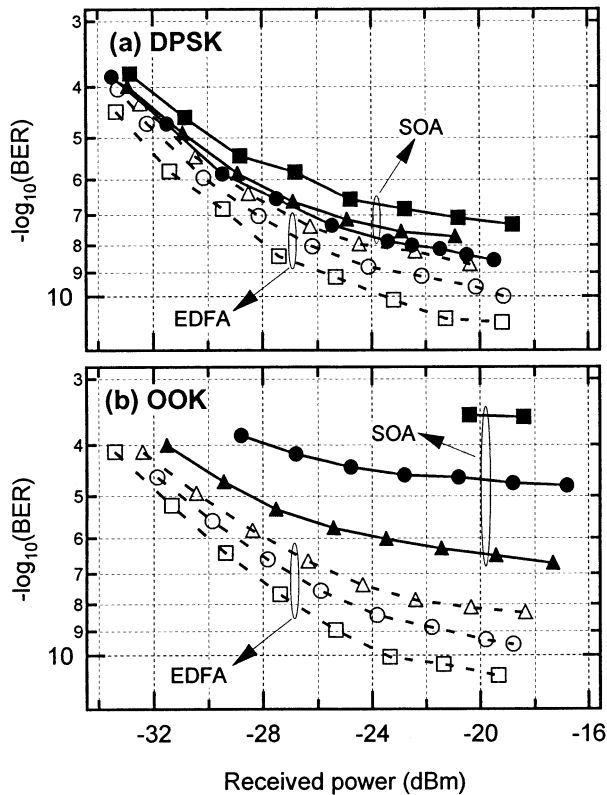 (a) DPSK
3
4
5
6
7
8
9
10
-log10(BER)
SOA
EDFA
(b) OOK
3
4
5
6
7
8
9
10
-log10(BER)
SOA
EDFA
-32 -28 -24 -20 -16
Received power (dBm)